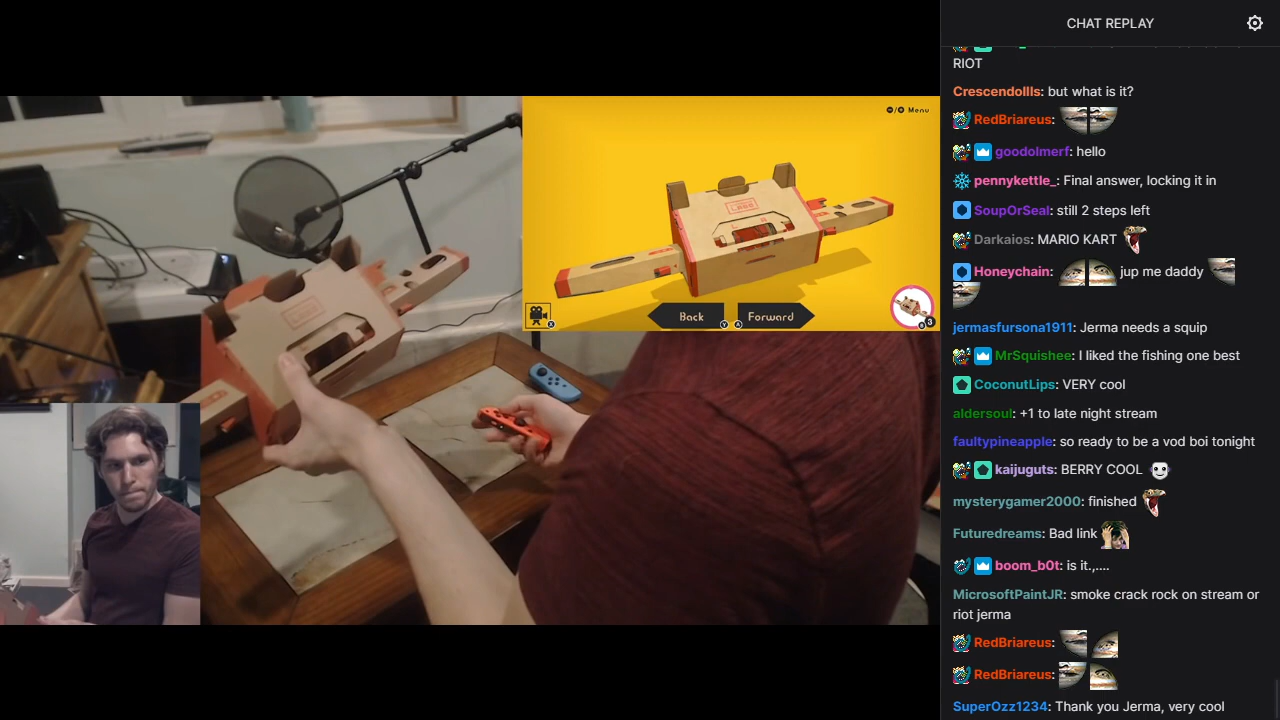 CHAT REPLAY
RIOT
Crescendollls: but what is it?
RedBriareus:
goodolmerf: hello
pennykettle_: Final answer, locking it in
SoupOrSeal: still 2 steps left
Darkaios: MARIO KART
Honeychain: jup me daddy
jermasfursona1911: Jerma needs a squip
MrSquishee: I liked the fishing one best
CoconutLips: VERY cool
aldersoul: +1 to late night stream
faultypineapple: so ready to be a vod boi tonight
kaijuguts: BERRY COOL
mysterygamer2000: finished
Futuredreams: Bad link
boom_b0t: is it.,....
MicrosoftPaintJR: smoke crack rock on stream or
riot jerma
RedBriareus:
RedBriareus:
SuperOzz1234: Thank you Jerma, very cool
-/+ Menu
L R
X
Back
Y
A
Forward
3